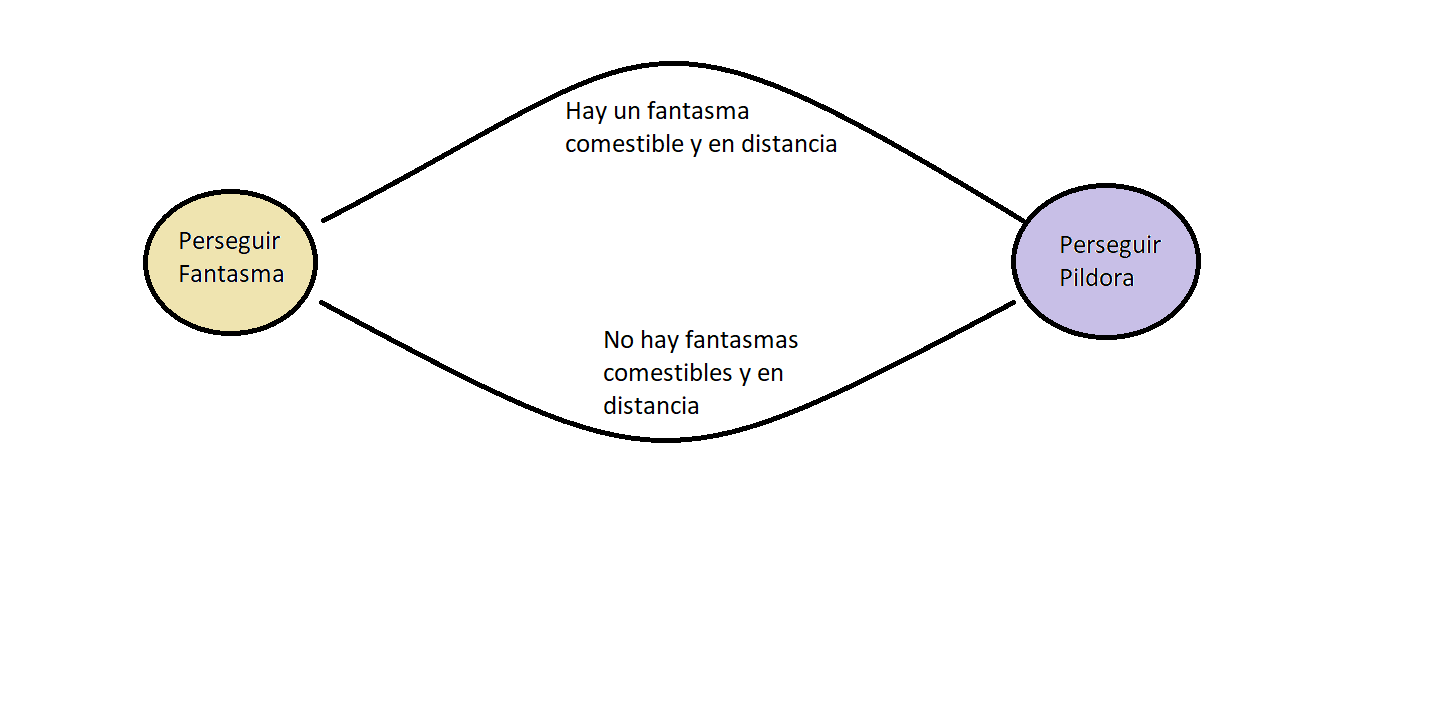 Hay un fantasma
comestible y en distancia
Perseguir
Fantasma
Perseguir
Pildora
No hay fantasmas
comestibles y en
distancia